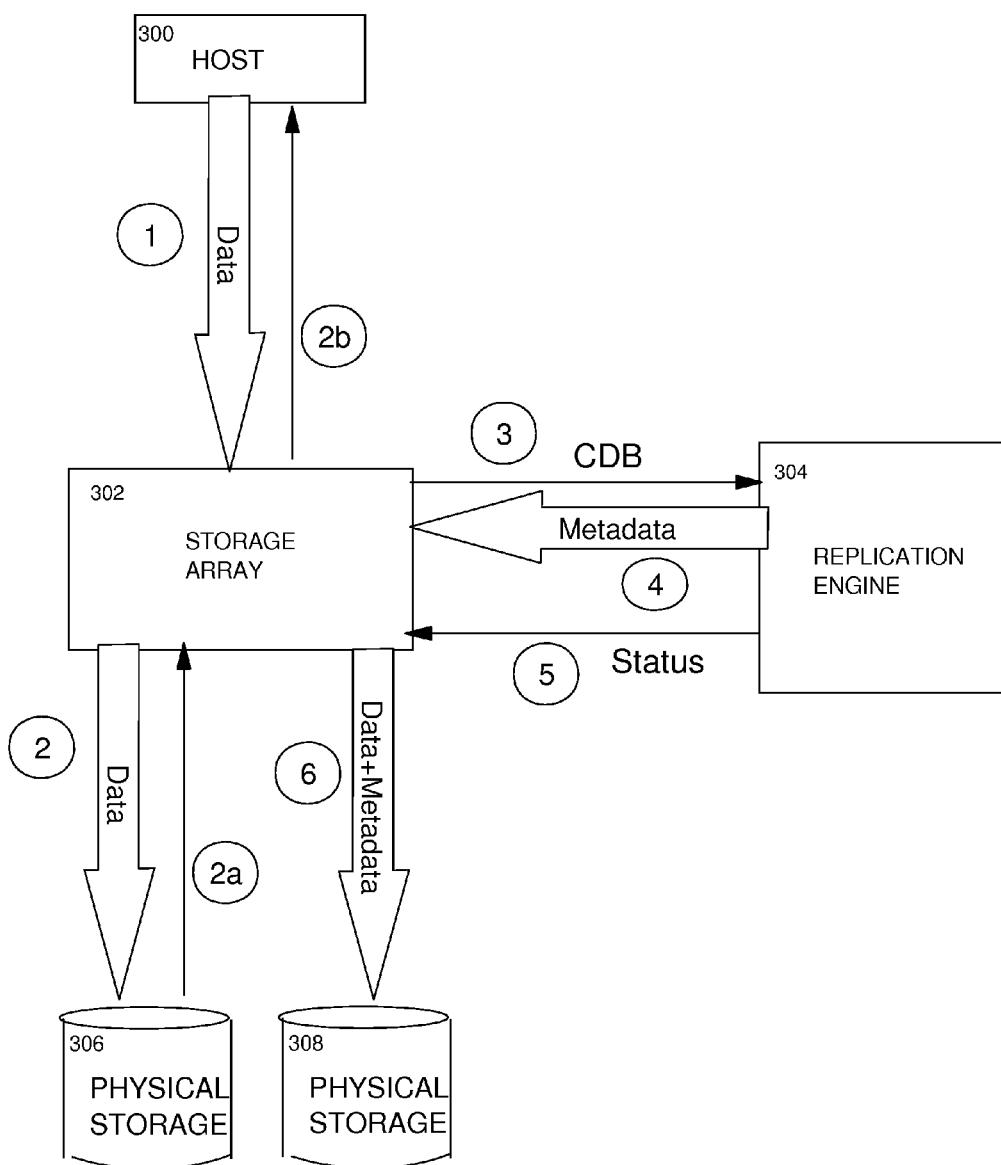 300
HOST
1
Data
2b
3
CDB
302
304
STORAGE
ARRAY
Metadata
REPLICATION
ENGINE
4
5
Status
2
Data
6
Data+Metadata
2a
306
PHYSICAL
STORAGE
308
PHYSICAL
STORAGE